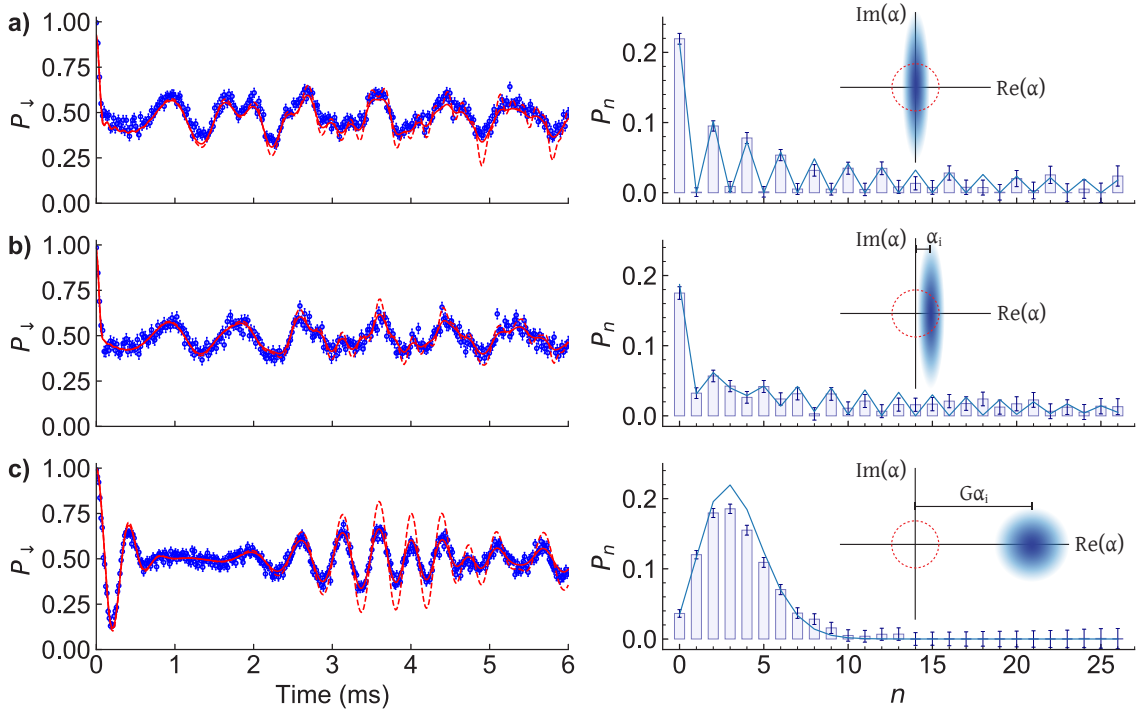 a)
1.00
0.75
0.50
0.25
0.00
P↓
0.2
0.1
0.0
Pn
Im(α)
Re(α)
b)
1.00
0.75
0.50
0.25
0.00
P↓
0.2
0.1
0.0
Pn
Im(α)
αi
Re(α)
c)
1.00
0.75
0.50
0.25
0.00
P↓
0 1 2 3 4 5 6
Time (ms)
0.2
0.1
0.0
Pn
Im(α)
Gαi
Re(α)
0 5 10 15 20 25
n